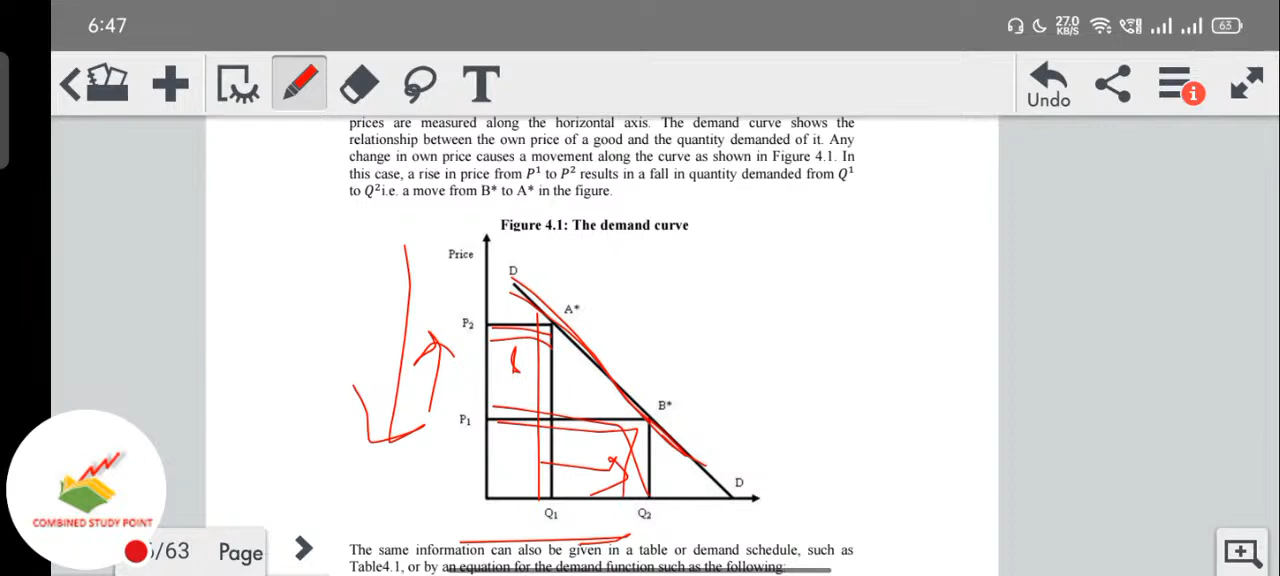 6:47
27.0
KB/S
63
T
Undo
i
prices are measured along the horizontal axis. The demand curve shows the
relationship between the own price of a good and the quantity demanded of it. Any
change in own price causes a movement along the curve as shown in Figure 4.1. In
this case, a rise in price from P¹ to P² results in a fall in quantity demanded from Q¹
to Q²i.e. a move from B* to A* in the figure.
Figure 4.1: The demand curve
Price
D
A*
P₂
B*
P₁
D
Q₁ Q₂
COMBINED STUDY POINT
/63 Page
The same information can also be given in a table or demand schedule, such as
Table4.1, or by an equation for the demand function such as the following: